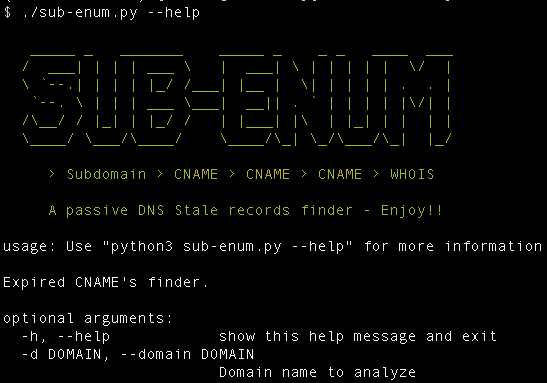 $ ./sub-enum.py --help
SUB-ENUM
> Subdomain > CNAME > CNAME > CNAME > WHOIS
A passive DNS Stale records finder - Enjoy!!
usage: Use "python3 sub-enum.py --help" for more information
Expired CNAME's finder.
optional arguments:
-h, --help show this help message and exit
-d DOMAIN, --domain DOMAIN
Domain name to analyze